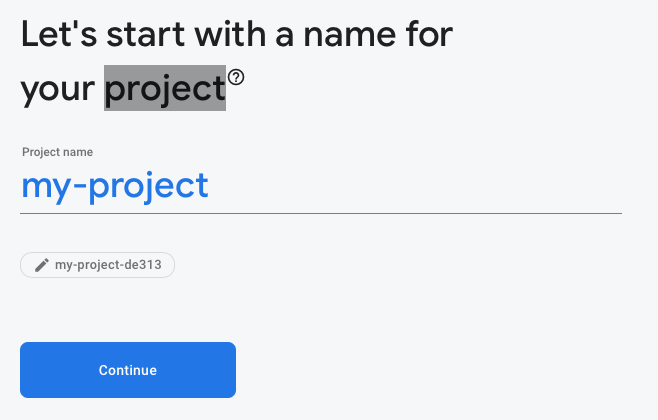 Let's start with a name for
your project
Project name
my-project
my-project-de313
Continue